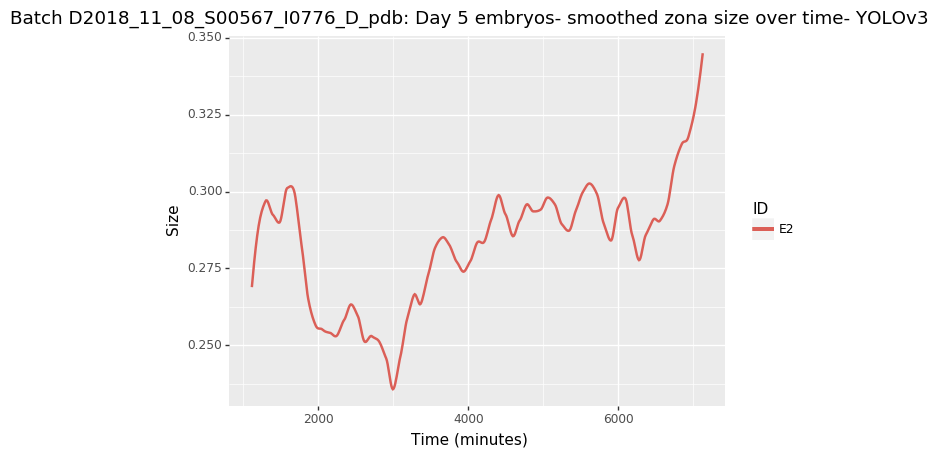 Batch D2018_11_08_S00567_I0776_D_pdb: Day 5 embryos- smoothed zona size over time- YOLOv3
0.350
0.325
0.300
0.275
0.250
Size
2000 4000 6000
Time (minutes)
ID
E2